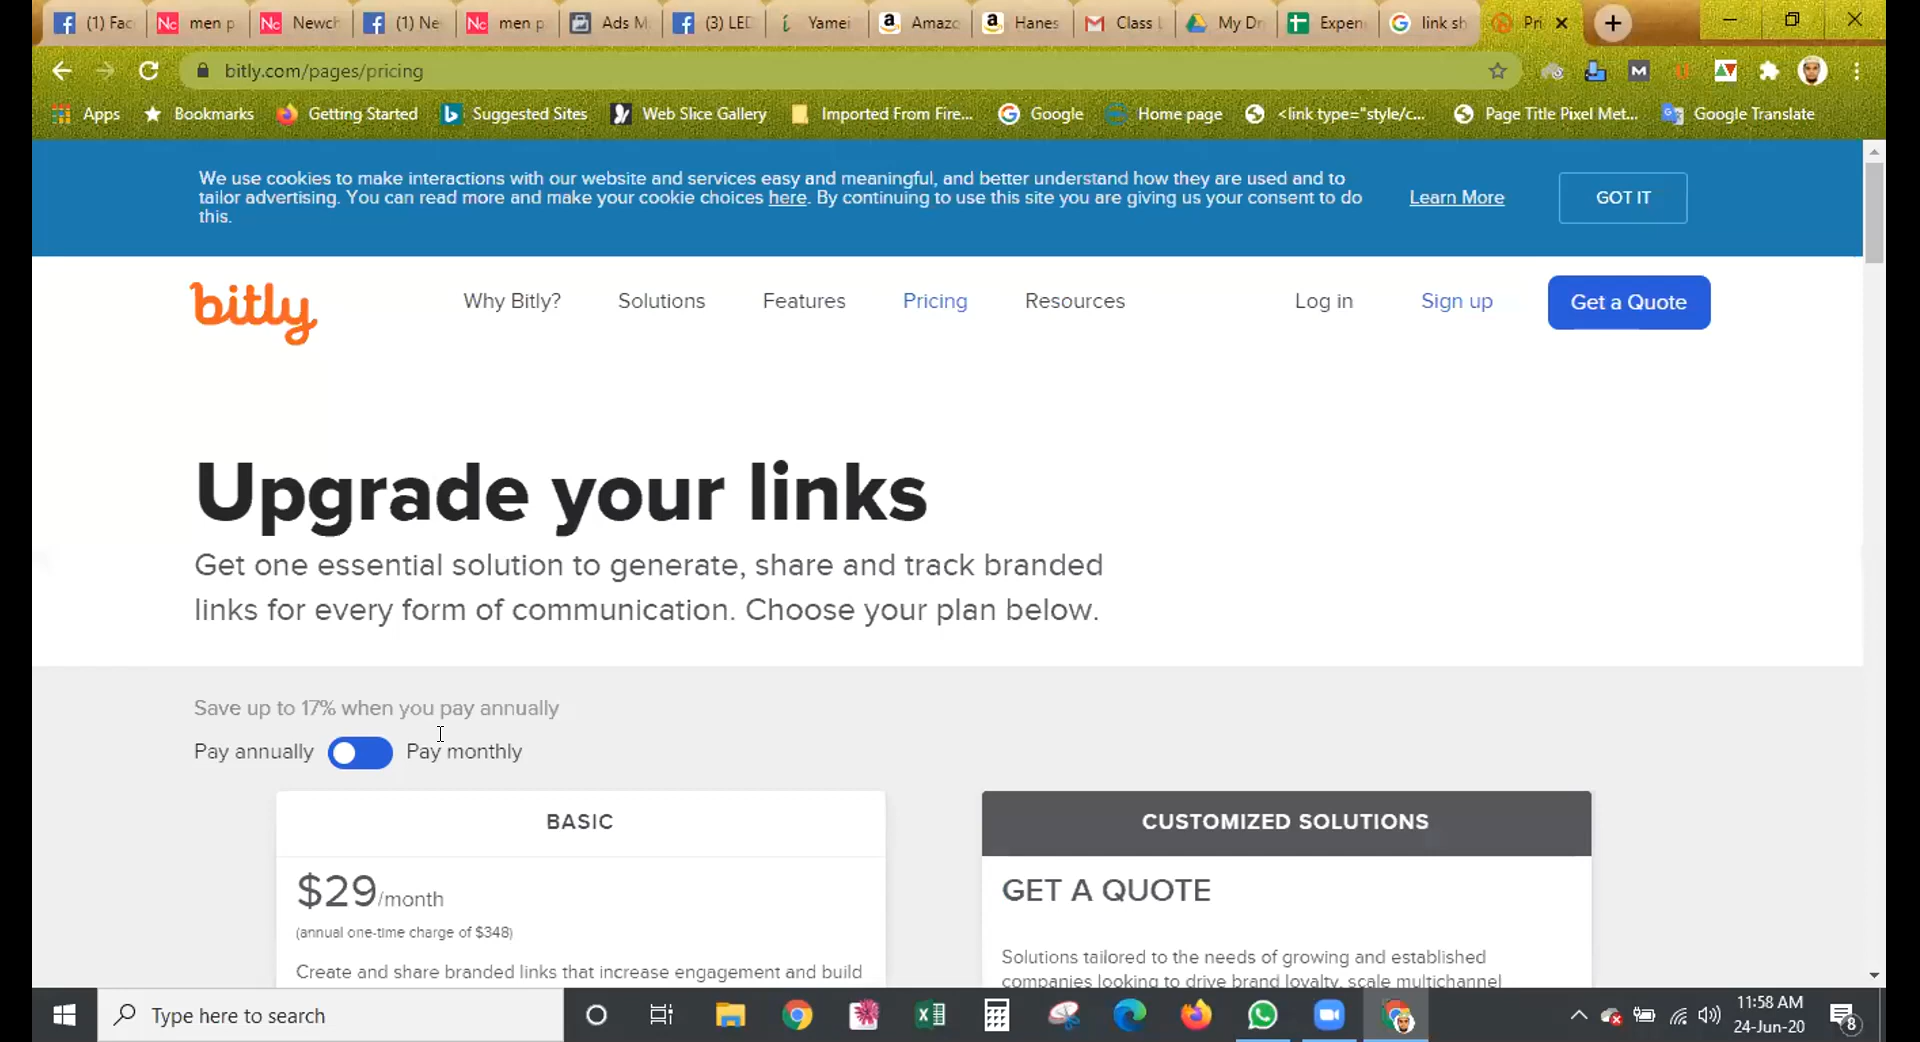 (1) Fac
men p
Newch
(1) Ne
men p
Ads M
(3) LED
Yamei
Amazo
Hanes
Class
My Dr
Expen
link sh
Pri
bitly.com/pages/pricing
Apps
Bookmarks
Getting Started
Suggested Sites
Web Slice Gallery
Imported From Fire...
Google
Home page
<link type="style/c...
Page Title Pixel Met...
Google Translate
We use cookies to make interactions with our website and services easy and meaningful, and better understand how they are used and to
tailor advertising. You can read more and make your cookie choices here. By continuing to use this site you are giving us your consent to do
this.
Learn More
GOT IT
bitly
Why Bitly?
Solutions
Features
Pricing
Resources
Log in
Sign up
Get a Quote
Upgrade your links
Get one essential solution to generate, share and track branded
links for every form of communication. Choose your plan below.
Save up to 17% when you pay annually
Pay annually
Pay monthly
BASIC
$29/month
(annual one-time charge of $348)
Create and share branded links that increase engagement and build
CUSTOMIZED SOLUTIONS
GET A QUOTE
Solutions tailored to the needs of growing and established
companies looking to drive brand loyalty, scale multichannel
Type here to search
11:58 AM
24-Jun-20
8